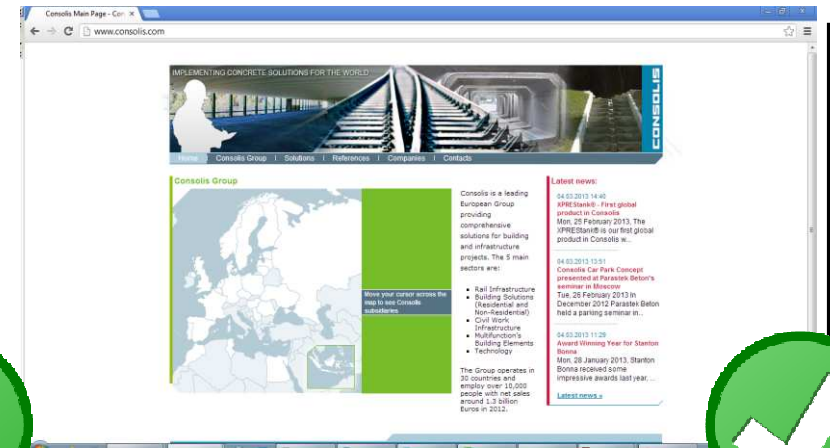 Consolis Main Page - Con
www.consolis.com
IMPLEMENTING CONCRETE SOLUTIONS FOR THE WORLD
CONSOLIS
Home | Consolis Group | Solutions | References | Companies | Contacts
Consolis Group
Move your cursor across the
map to see Consolis
subsidiaries
Consolis is a leading
European Group
providing
comprehensive
solutions for building
and infrastructure
projects. The 5 main
sectors are:
Rail Infrastructure
Building Solutions
(Residential and
Non-Residential)
Civil Work
Infrastructure
Multifunction's
Building Elements
Technology
The Group operates in
30 countries and
employ over 10,000
people with net sales
around 1.3 billion
Euros in 2012.
Latest news:
04.03.2013 14:40
XPREStank® - First global
product in Consolis
Mon, 25 February 2013, The
XPREStank® is our first global
product in Consolis w...
04.03.2013 13:51
Consolis Car Park Concept
presented at Parastek Beton's
seminar in Moscow
Tue, 26 February 2013 In
December 2012 Parastek Beton
held a parking seminar in...
04.03.2013 11:29
Award Winning Year for Stanton
Bonna
Mon, 28 January 2013, Stanton
Bonna received some
impressive awards last year, ...
Latest news »